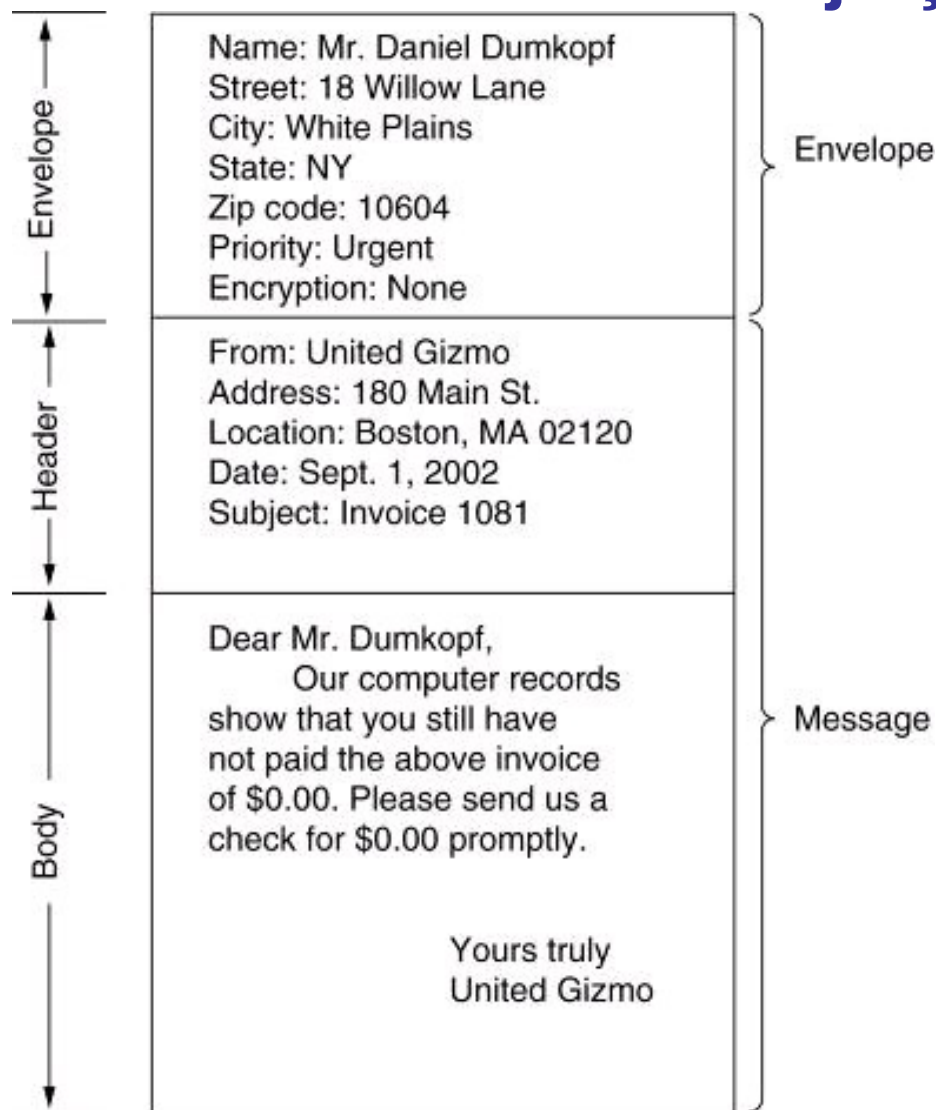 Envelope
Name: Mr. Daniel Dumkopf
Street: 18 Willow Lane
City: White Plains
State: NY
Zip code: 10604
Priority: Urgent
Encryption: None
Envelope
Header
From: United Gizmo
Address: 180 Main St.
Location: Boston, MA 02120
Date: Sept. 1, 2002
Subject: Invoice 1081
Body
Dear Mr. Dumkopf,
Our computer records
show that you still have
not paid the above invoice
of $0.00. Please send us a
check for $0.00 promptly.
Yours truly
United Gizmo
Message